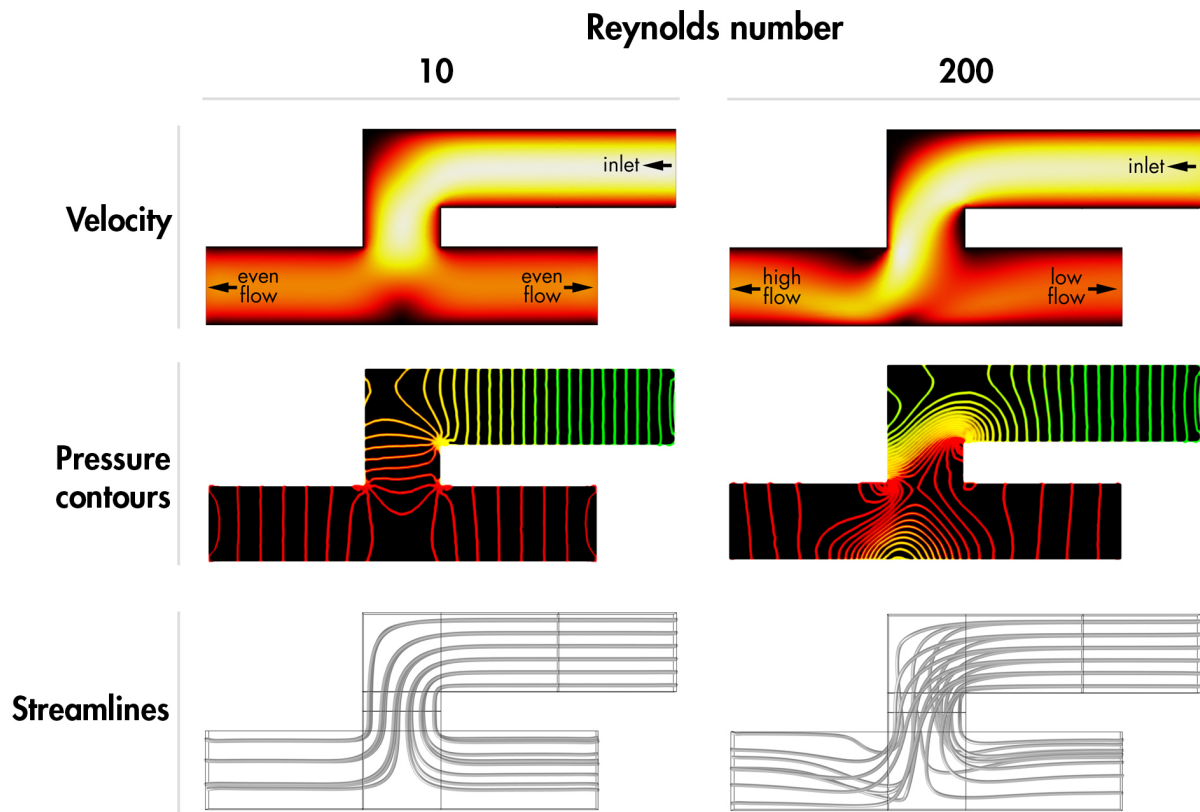 Reynolds number
10
200
Velocity
inlet
even
flow
even
flow
inlet
high
flow
low
flow
Pressure
contours
Streamlines